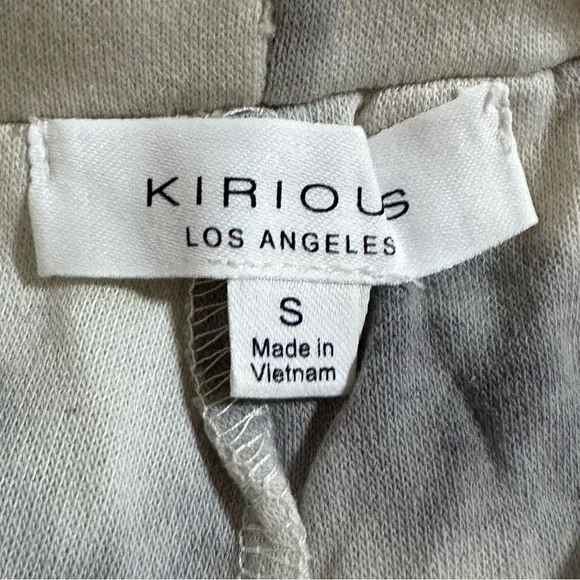 KIRIOUS
LOS ANGELES
S
Made in
Vietnam